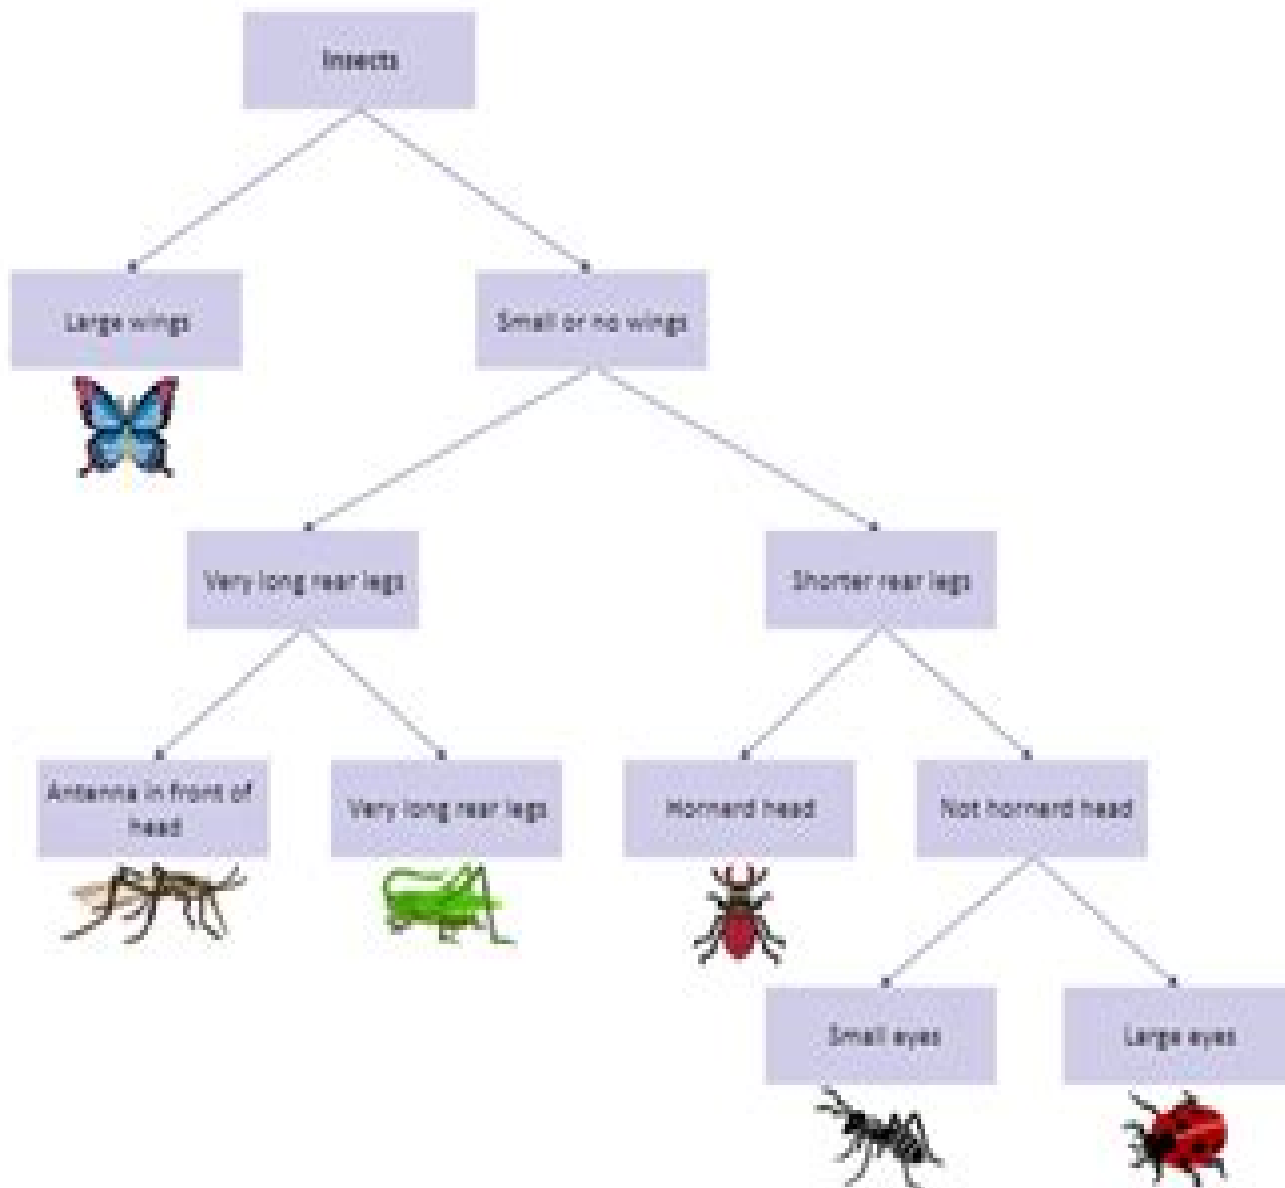 Insects
Large wings
Small or no wings
Very long rear legs
Shorter rear legs
Antenna in front of
head
Very long rear legs
Hornerd head
Not hornerd head
Small eyes
Large eyes